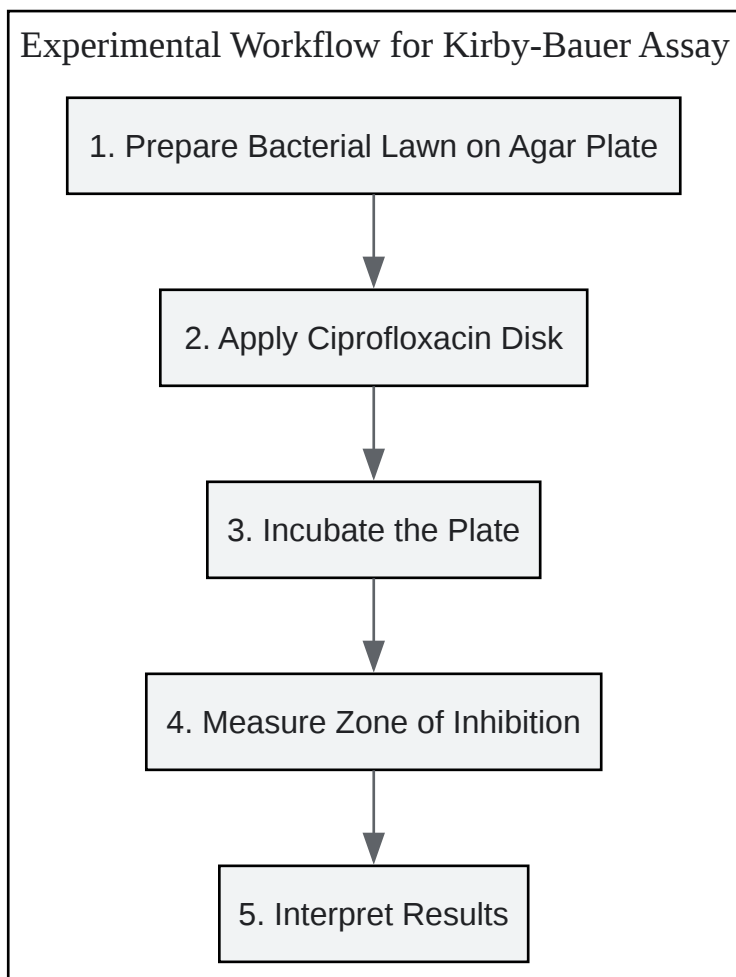 Experimental Workflow for Kirby-Bauer Assay
1. Prepare Bacterial Lawn on Agar Plate
2. Apply Ciprofloxacin Disk
3. Incubate the Plate
4. Measure Zone of Inhibition
5. Interpret Results